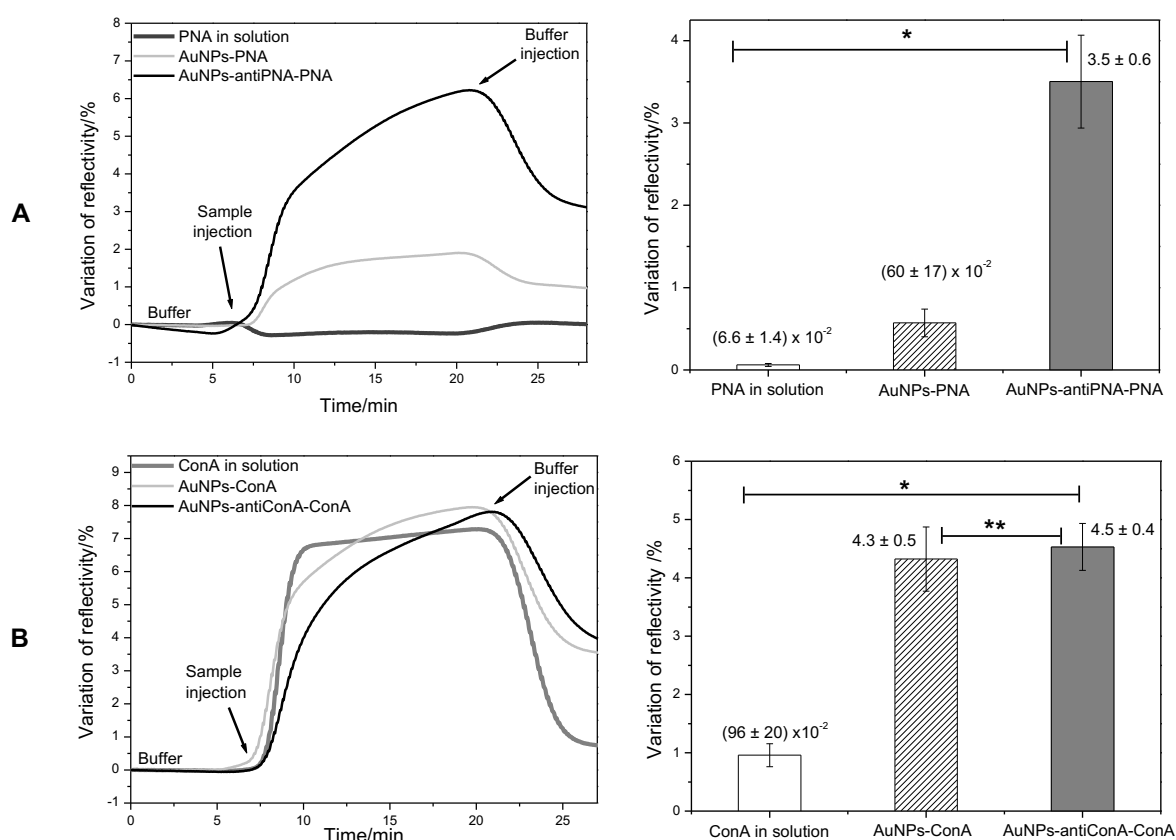 A
Variation of reflectivity/%
8
7
6
5
4
3
2
1
0
-1
PNA in solution
AuNPs-PNA
AuNPs-antiPNA-PNA
Buffer
injection
Sample
injection
Buffer
0 5 10 15 20 25
Time/min
Variation of reflectivity/%
4
3
2
1
0
*
3.5 ± 0.6
(60 ± 17) x 10⁻²
(6.6 ± 1.4) x 10⁻²
PNA in solution AuNPs-PNA AuNPs-antiPNA-PNA
B
Variation of reflectivity/%
9
8
7
6
5
4
3
2
1
0
-1
ConA in solution
AuNPs-ConA
AuNPs-antiConA-ConA
Buffer
injection
Sample
injection
Buffer
0 5 10 15 20 25
Time/min
Variation of reflectivity /%
6
5
4
3
2
1
0
*
**
4.3 ± 0.5
4.5 ± 0.4
(96 ± 20) x10⁻²
ConA in solution AuNPs-ConA AuNPs-antiConA-ConA